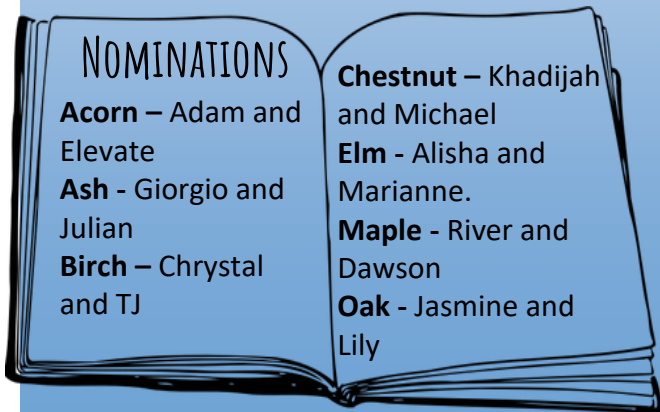 NOMINATIONS
Acorn – Adam and
Elevate
Ash - Giorgio and
Julian
Birch – Chrystal
and TJ
Chestnut – Khadijah
and Michael
Elm - Alisha and
Marianne.
Maple - River and
Dawson
Oak - Jasmine and
Lily